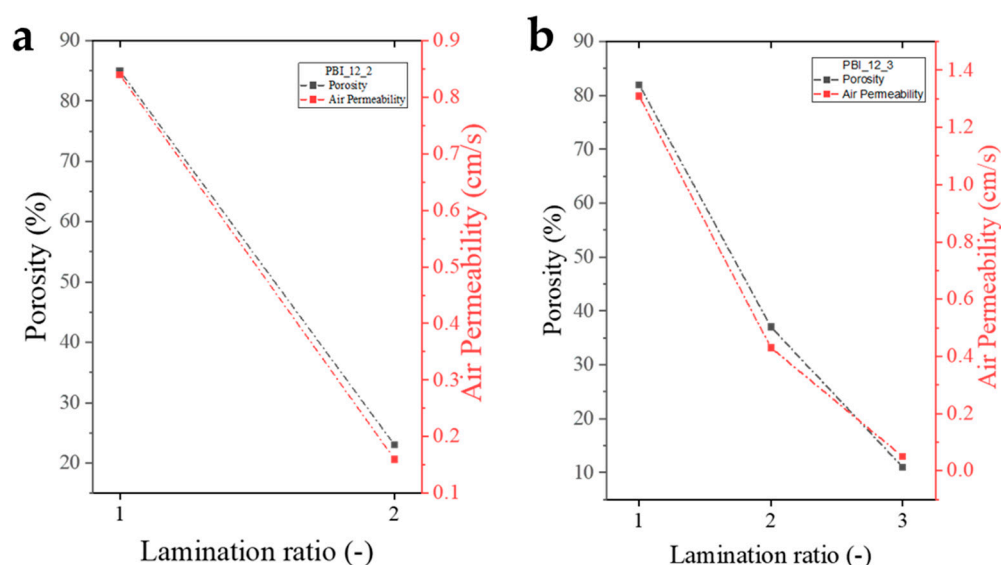 a
90
80
70
60
50
40
30
20
Porosity (%)
PBI_12_2
Porosity
Air Permeability
0.9
0.8
0.7
0.6
0.5
0.4
0.3
0.2
0.1
Air Permeability (cm/s)
1 2
Lamination ratio (-)
b
90
80
70
60
50
40
30
20
10
Porosity (%)
PBI_12_3
Porosity
Air Permeability
1.4
1.2
1.0
0.8
0.6
0.4
0.2
0.0
Air Permeability (cm/s)
1 2 3
Lamination ratio (-)